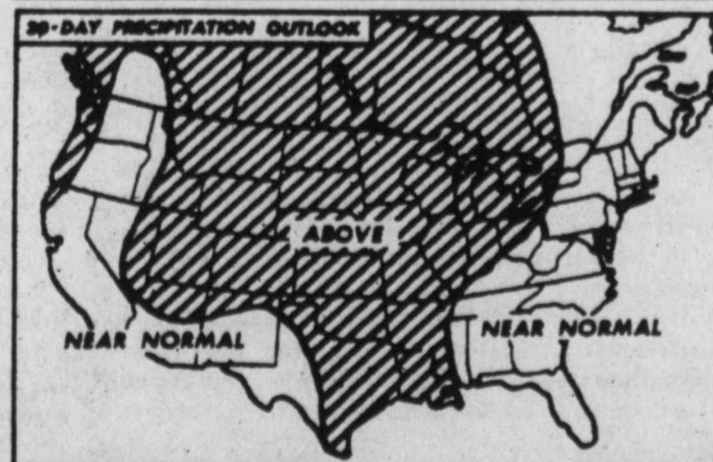 30-DAY PRECIPITATION OUTLOOK
ABOVE
NEAR NORMAL
NEAR NORMAL